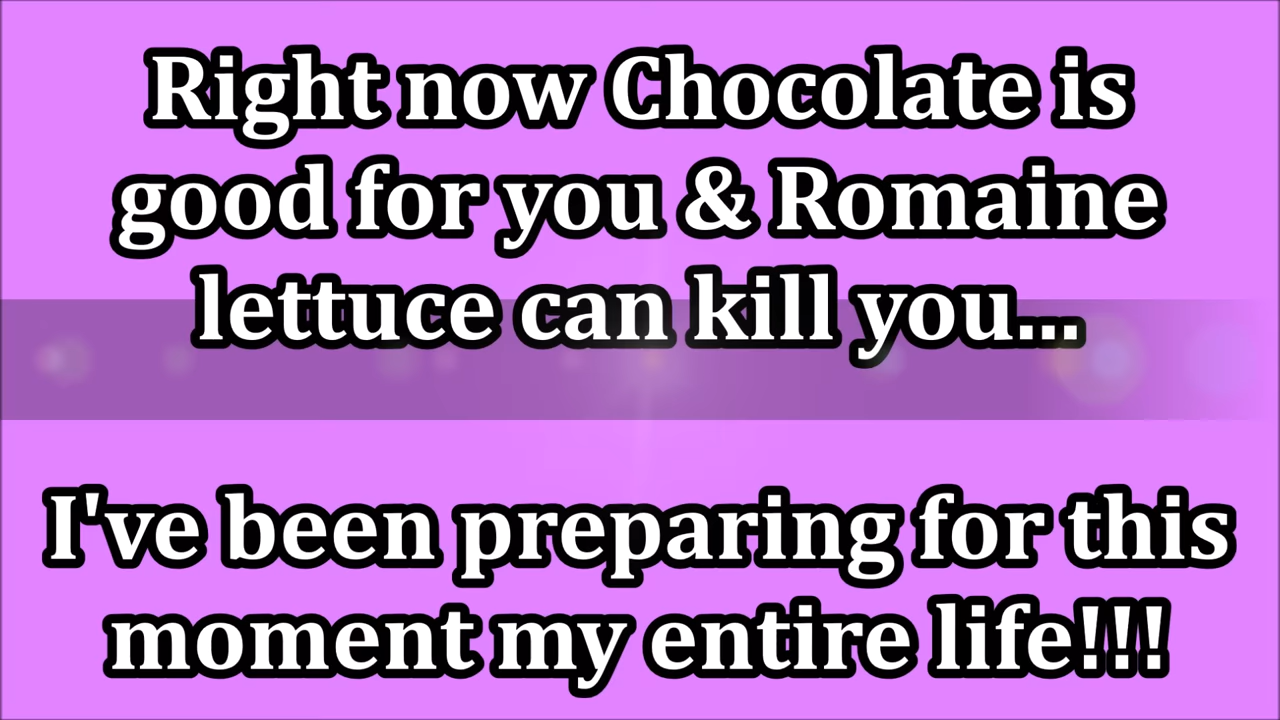 Right now Chocolate is
good for you & Romaine
lettuce can kill you...
I've been preparing for this
moment my entire life!!!